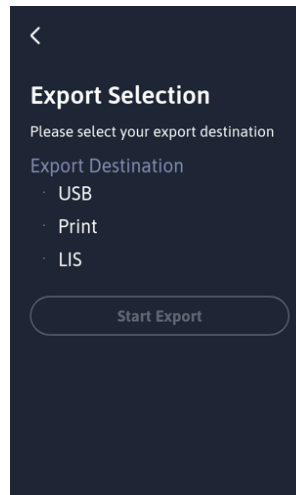 Export Selection
Please select your export destination
Export Destination
USB
Print
LIS
Start Export